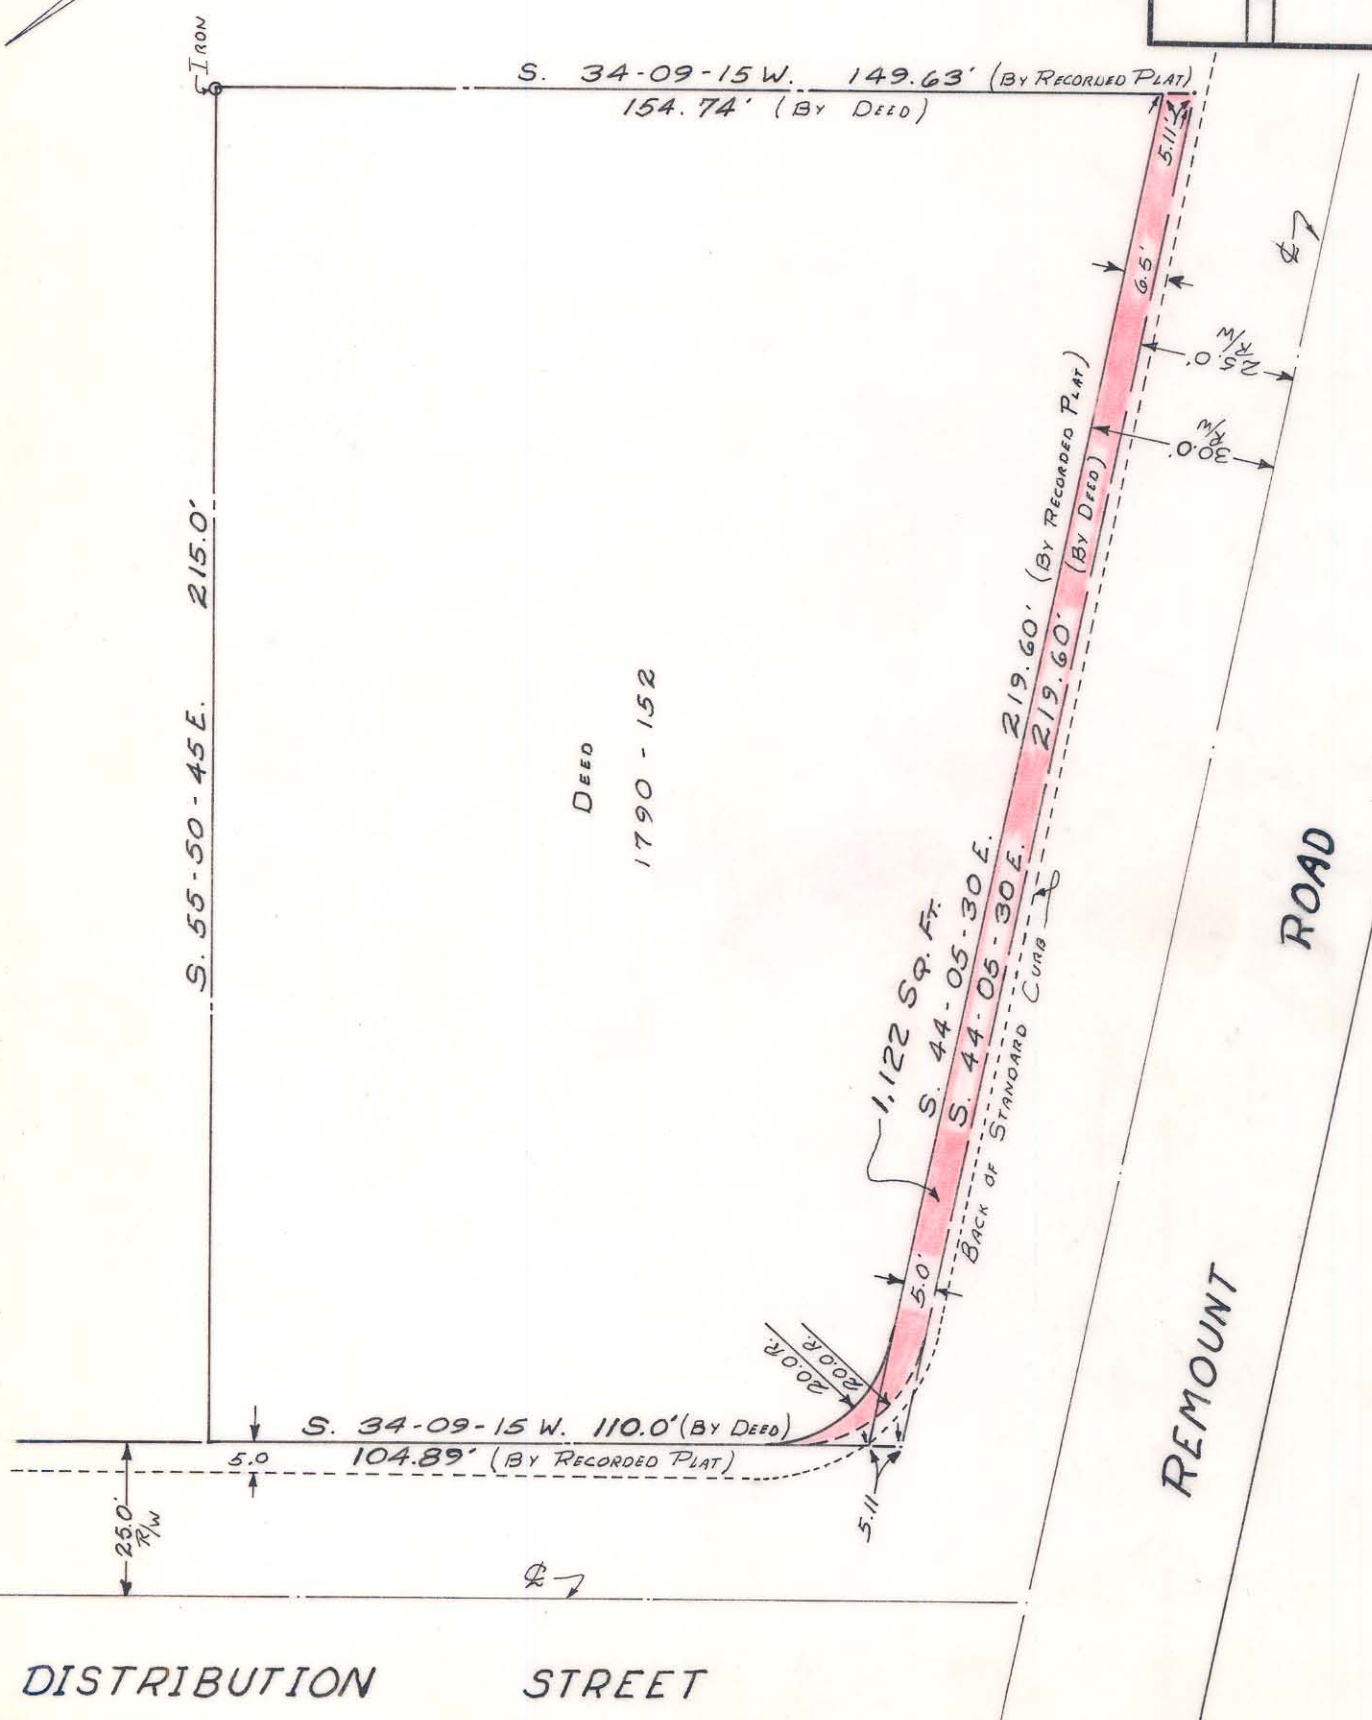 IRON
S. 34-09-15 W. 149.63' (BY RECORDED PLAT)
154.74' (BY DEED)
5.11'
6.5'
℄
25.0'
R/W
30.0'
R/W
S. 55-50-45 E. 215.0'
219.60' (BY RECORDED PLAT)
219.60' (BY DEED)
DEED
1790 - 152
1,122 SQ. FT.
S. 44-05-30 E.
S. 44-05-30 E.
BACK OF STANDARD CURB
ROAD
REMOUNT
5.0'
20.0 R.
20.0 R.
S. 34-09-15 W. 110.0' (BY DEED)
104.89' (BY RECORDED PLAT)
5.0
5.11
25.0'
R/W
℄
DISTRIBUTION STREET